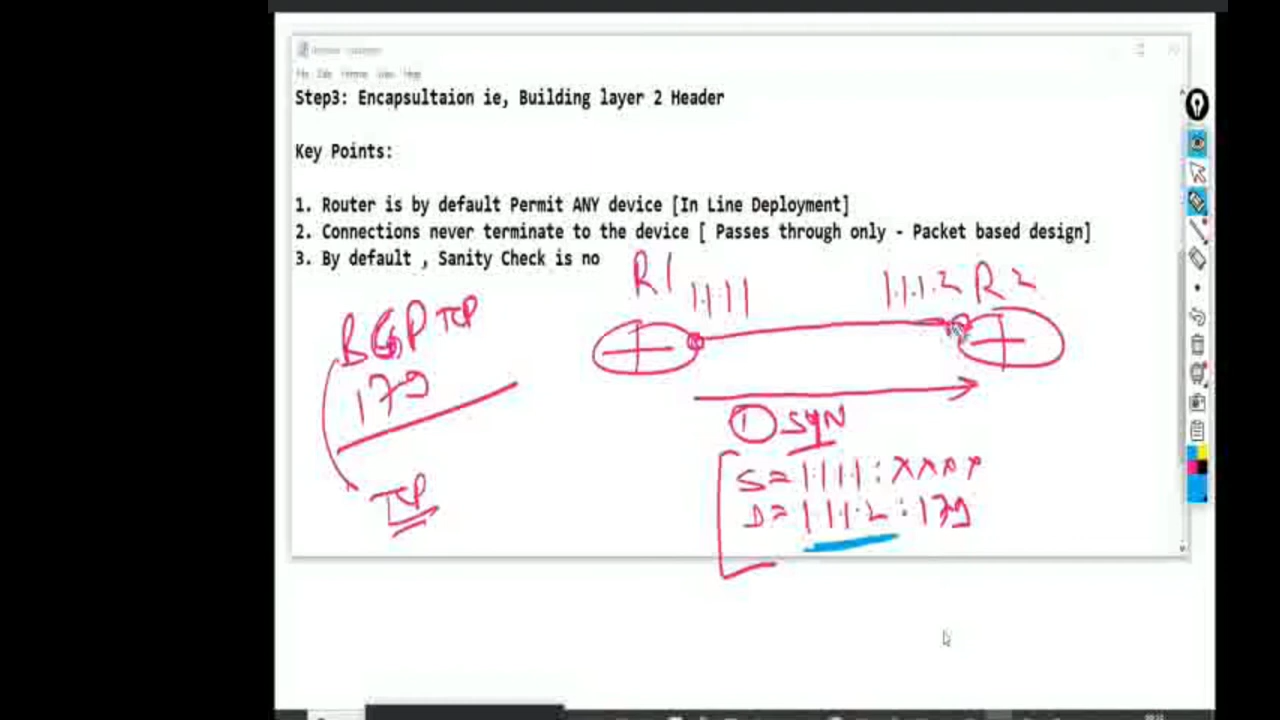 Step3: Encapsultaion ie, Building layer 2 Header
Key Points:
1. Router is by default Permit ANY device [In Line Deployment]
2. Connections never terminate to the device [ Passes through only - Packet based design]
3. By default , Sanity Check is no
R1 1.1.1.1 1.1.1.2 R2
BGP TCP
179
① SYN
TCP
S = 1.1.1.1 : XXXX
D = 1.1.1.2 : 179